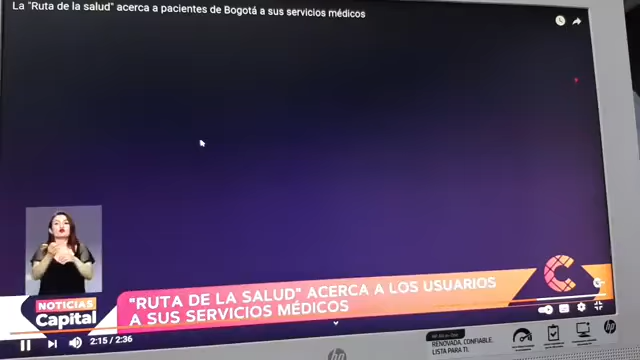 La "Ruta de la salud" acerca a pacientes de Bogotá a sus servicios médicos
"RUTA DE LA SALUD" ACERCA A LOS USUARIOS
A SUS SERVICIOS MÉDICOS
NOTICIAS
Capital
2:15 / 2:36
RENOVADA. CONFIABLE.
LISTA PARA TI.
hp
hp